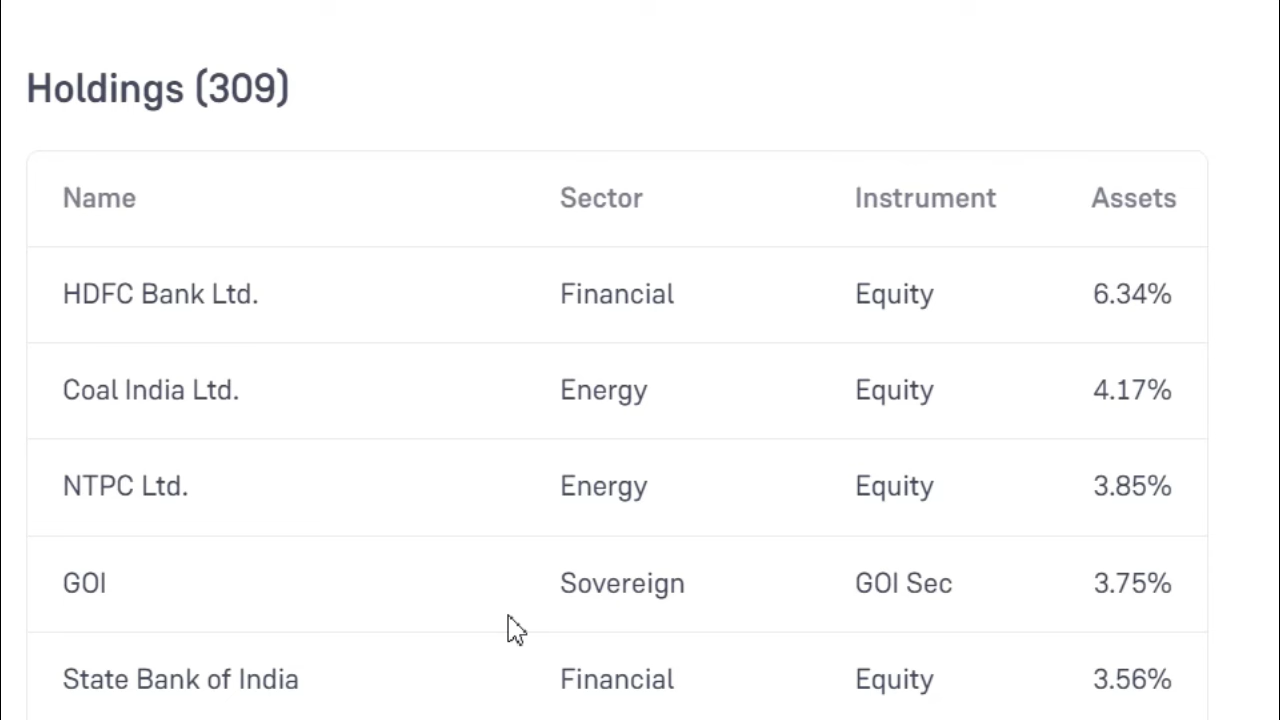 Holdings (309)
Name Sector Instrument Assets
HDFC Bank Ltd. Financial Equity 6.34%
Coal India Ltd. Energy Equity 4.17%
NTPC Ltd. Energy Equity 3.85%
GOI Sovereign GOI Sec 3.75%
State Bank of India Financial Equity 3.56%